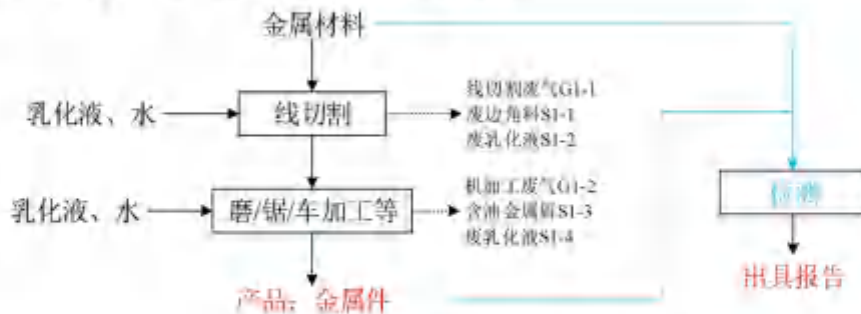 金属材料
乳化液、水
线切割
线切割废气G1-1
废边角料S1-1
废乳化液S1-2
乳化液、水
磨/锯/车加工等
机加工废气G1-2
含油金属屑S1-3
废乳化液S1-4
产品：金属件
出具报告